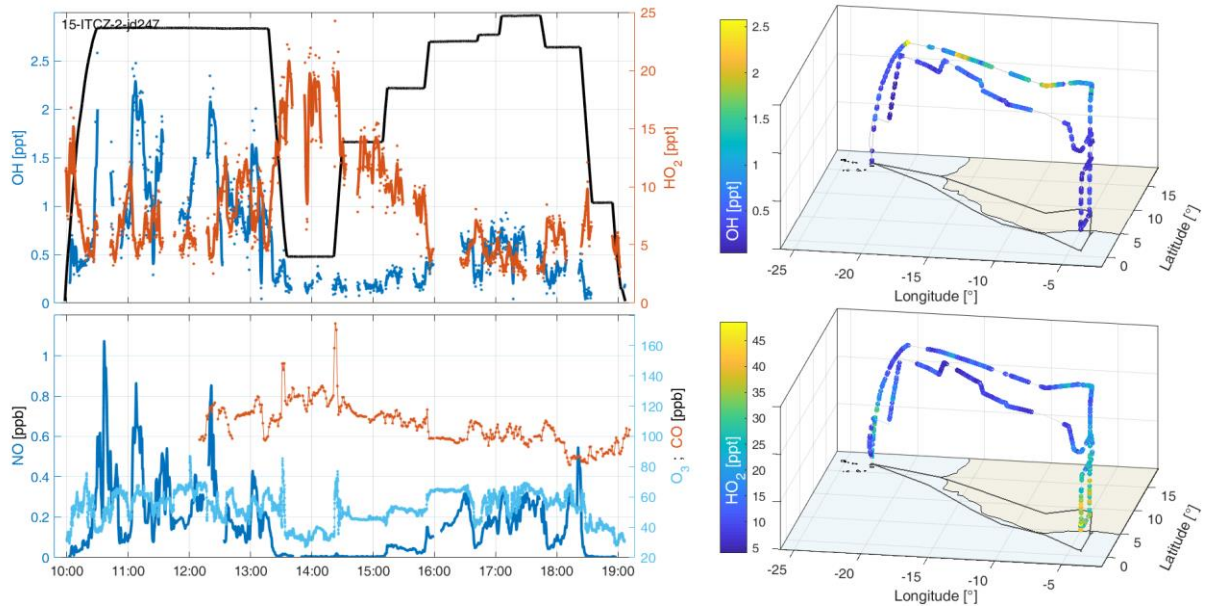 15-ITCZ-2-jd247
OH [ppt]
2.5
2
1.5
1
0.5
0
HO2 [ppt]
25
20
15
10
5
0
NO [ppb]
1
0.8
0.6
0.4
0.2
0
O3 ; CO [ppb]
160
140
120
100
80
60
40
20
10:00 11:00 12:00 13:00 14:00 15:00 16:00 17:00 18:00 19:00
OH [ppt]
2.5
2
1.5
1
0.5
-25 -20 -15 -10 -5
Longitude [°]
0 5 10 15
Latitude [°]
HO2 [ppt]
45
40
35
30
25
20
15
10
5
-25 -20 -15 -10 -5
Longitude [°]
0 5 10 15
Latitude [°]